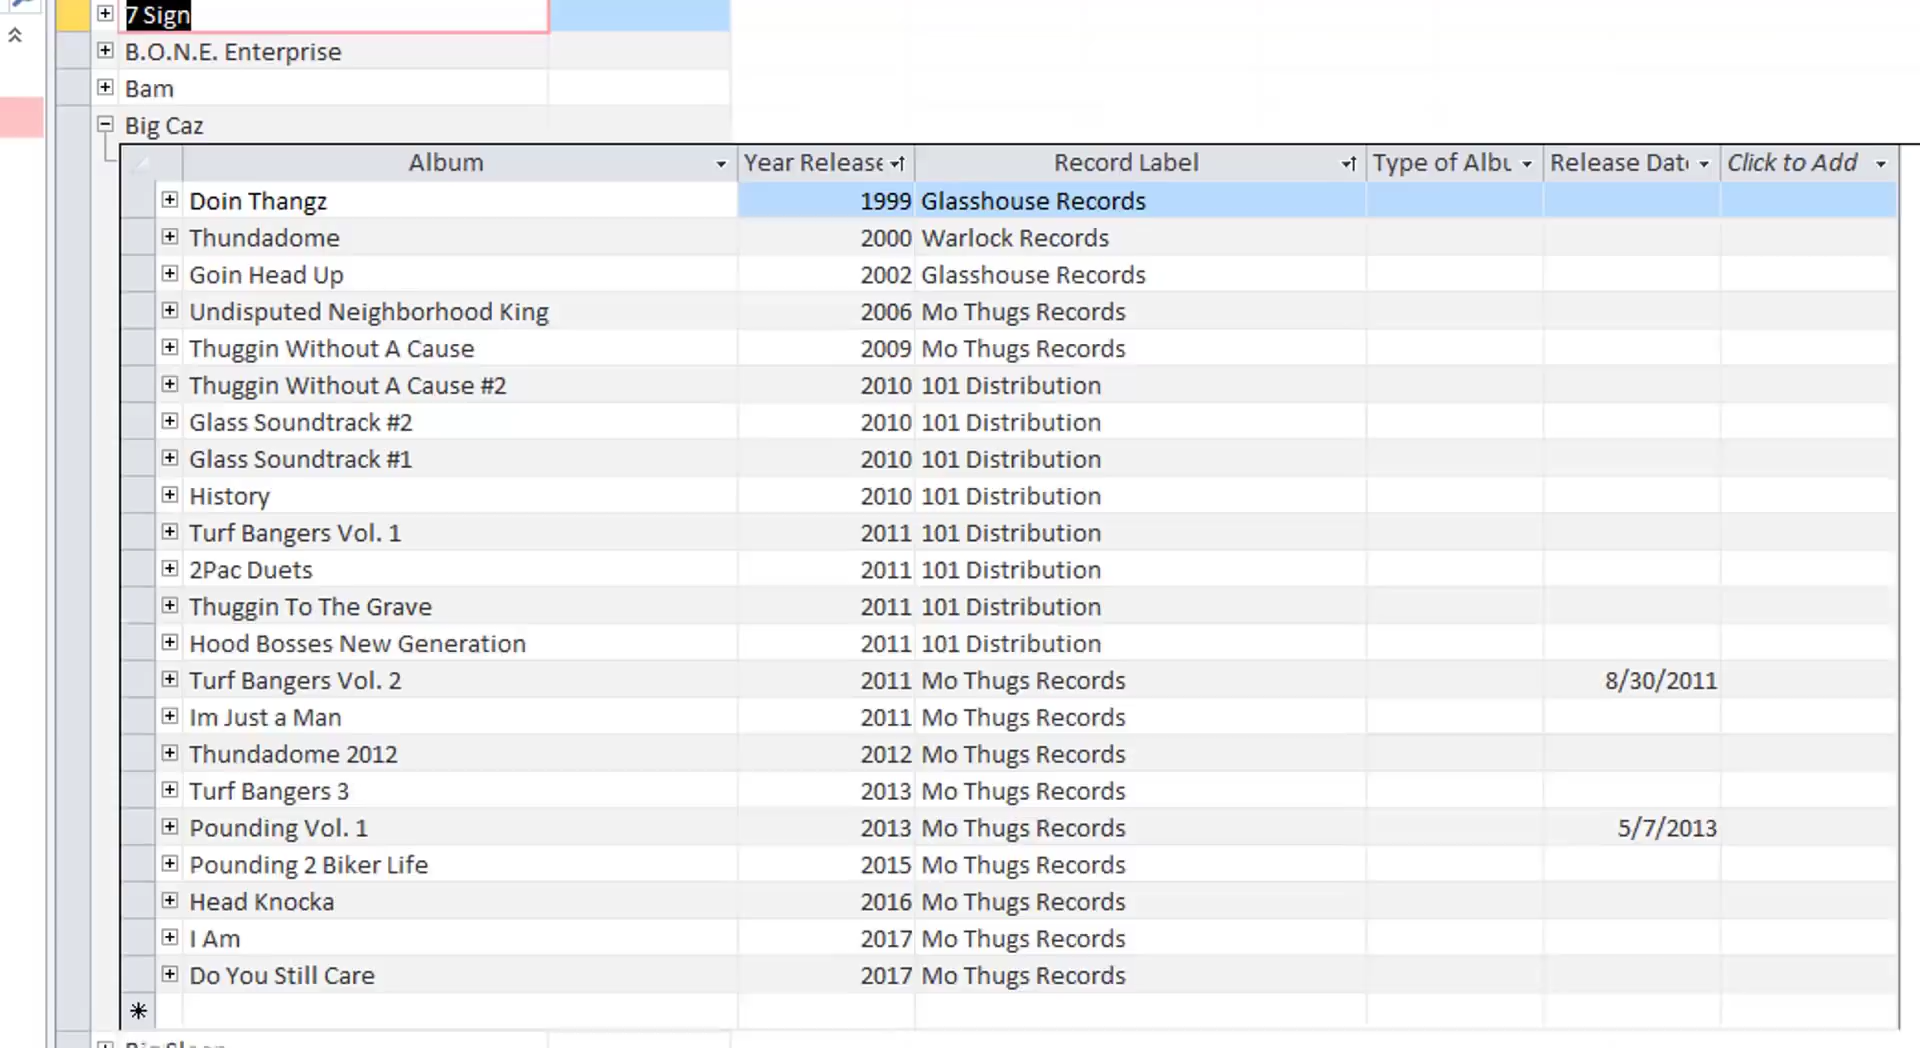 7 Sign
B.O.N.E. Enterprise
Bam
Big Caz
Album Year Release Record Label Type of Albu Release Date Click to Add
Doin Thangz 1999 Glasshouse Records
Thundadome 2000 Warlock Records
Goin Head Up 2002 Glasshouse Records
Undisputed Neighborhood King 2006 Mo Thugs Records
Thuggin Without A Cause 2009 Mo Thugs Records
Thuggin Without A Cause #2 2010 101 Distribution
Glass Soundtrack #2 2010 101 Distribution
Glass Soundtrack #1 2010 101 Distribution
History 2010 101 Distribution
Turf Bangers Vol. 1 2011 101 Distribution
2Pac Duets 2011 101 Distribution
Thuggin To The Grave 2011 101 Distribution
Hood Bosses New Generation 2011 101 Distribution
Turf Bangers Vol. 2 2011 Mo Thugs Records 8/30/2011
Im Just a Man 2011 Mo Thugs Records
Thundadome 2012 2012 Mo Thugs Records
Turf Bangers 3 2013 Mo Thugs Records
Pounding Vol. 1 2013 Mo Thugs Records 5/7/2013
Pounding 2 Biker Life 2015 Mo Thugs Records
Head Knocka 2016 Mo Thugs Records
I Am 2017 Mo Thugs Records
Do You Still Care 2017 Mo Thugs Records